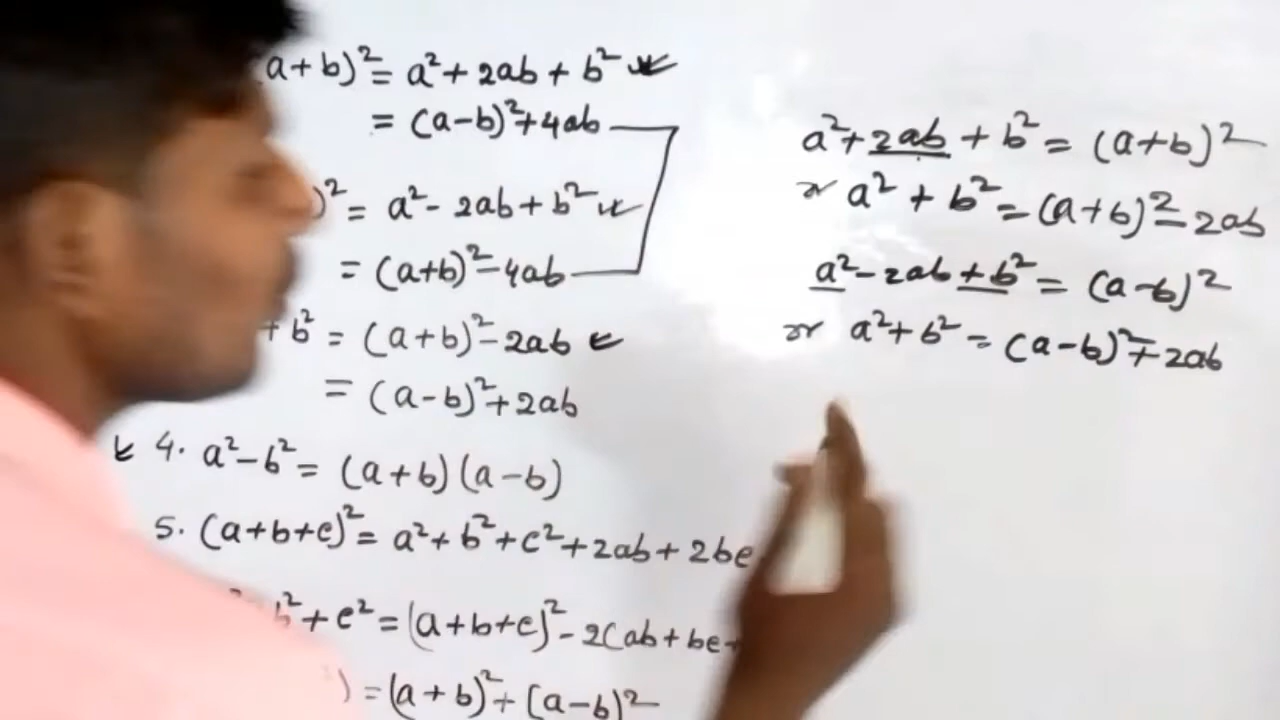 a+b)² = a² + 2ab + b²
= (a-b)² + 4ab
)² = a² - 2ab + b²
= (a+b)² - 4ab
+ b² = (a+b)² - 2ab
= (a-b)² + 2ab
4. a² - b² = (a+b)(a-b)
5. (a+b+c)² = a² + b² + c² + 2ab + 2bc
b² + c² = (a+b+c)² - 2(ab + bc +
) = (a+b)² + (a-b)²
a² + 2ab + b² = (a+b)²
or a² + b² = (a+b)² - 2ab
a² - 2ab + b² = (a-b)²
or a² + b² = (a-b)² + 2ab